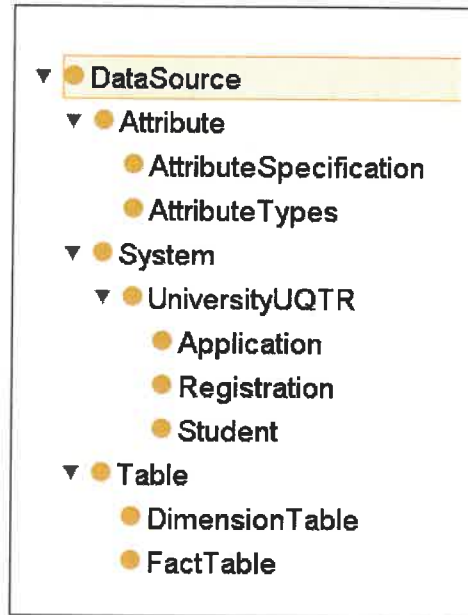 DataSource
Attribute
AttributeSpecification
AttributeTypes
System
UniversityUQTR
Application
Registration
Student
Table
DimensionTable
FactTable